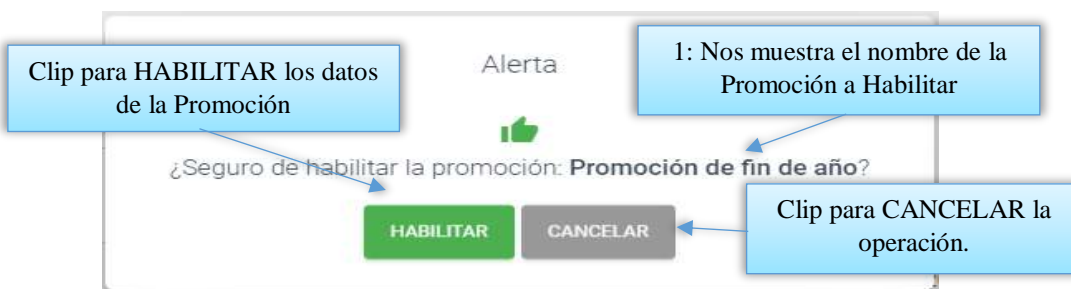 Clip para HABILITAR los datos
de la Promoción
Alerta
1: Nos muestra el nombre de la
Promoción a Habilitar
¿Seguro de habilitar la promoción: Promoción de fin de año?
HABILITAR
CANCELAR
Clip para CANCELAR la
operación.